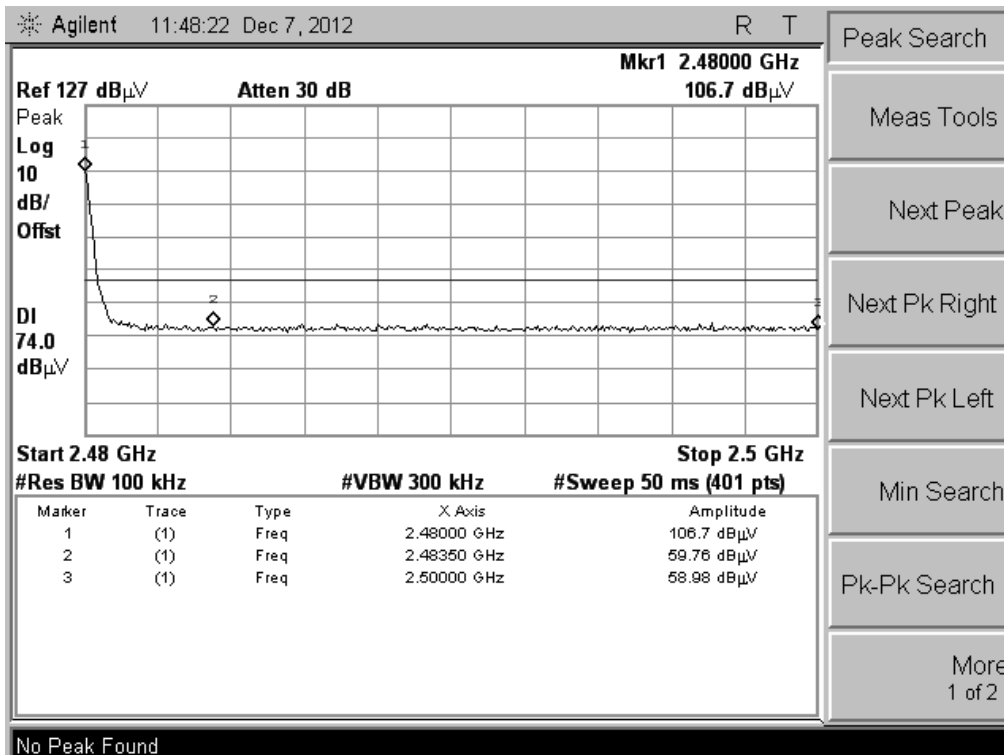 Agilent 11:48:22 Dec 7, 2012 R T
Peak Search
Mkr1 2.48000 GHz
Ref 127 dBµV Atten 30 dB 106.7 dBµV
Peak
Log
10
dB/
Offst
DI
74.0
dBµV
1
2
3
Start 2.48 GHz Stop 2.5 GHz
#Res BW 100 kHz #VBW 300 kHz #Sweep 50 ms (401 pts)
Marker Trace Type X Axis Amplitude
1 (1) Freq 2.48000 GHz 106.7 dBµV
2 (1) Freq 2.48350 GHz 59.76 dBµV
3 (1) Freq 2.50000 GHz 58.98 dBµV
Meas Tools
Next Peak
Next Pk Right
Next Pk Left
Min Search
Pk-Pk Search
More
1 of 2
No Peak Found